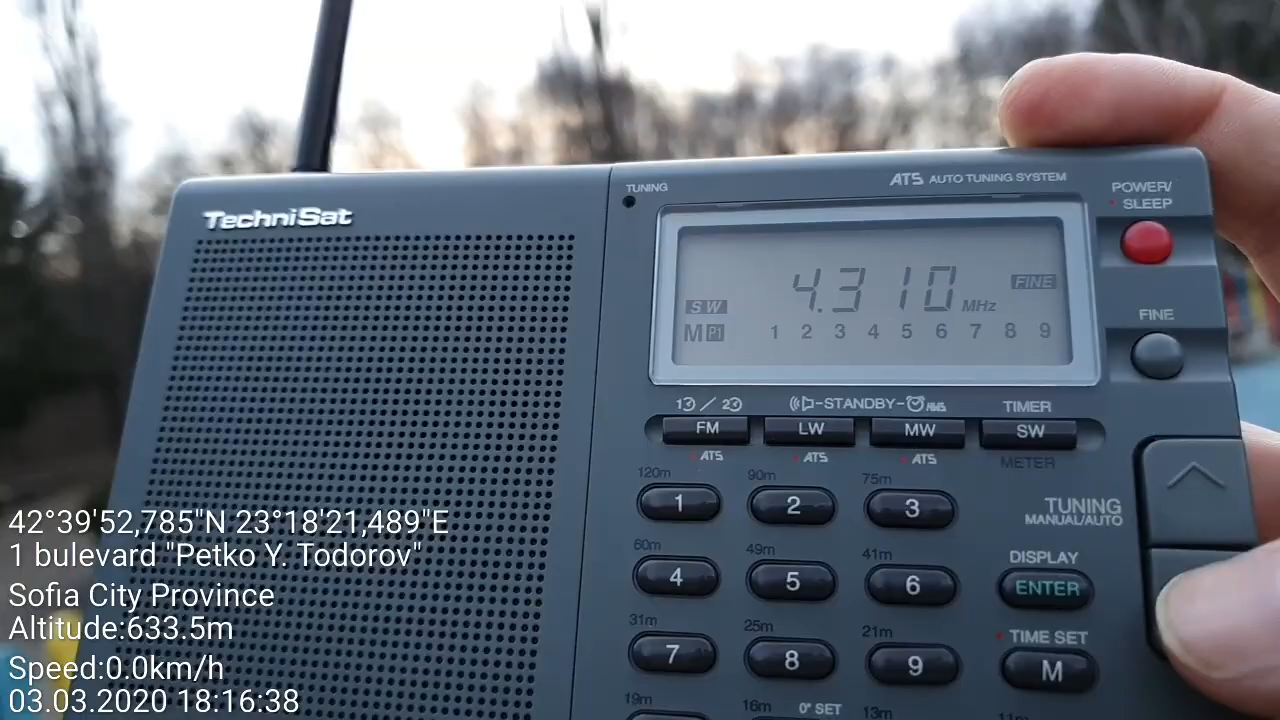 TechniSat
TUNING
ATS AUTO TUNING SYSTEM
POWER/
SLEEP
4.310 MHz
FINE
SW
M P1 1 2 3 4 5 6 7 8 9
FINE
STANDBY
TIMER
FM LW MW SW
ATS ATS ATS
METER
120m 90m 75m
1 2 3
TUNING
MANUAL/AUTO
60m 49m 41m
4 5 6
DISPLAY
ENTER
31m 25m 21m
7 8 9
TIME SET
M
19m 16m 0° SET 13m 11m
42°39'52,785"N 23°18'21,489"E
1 bulevard "Petko Y. Todorov"
Sofia City Province
Altitude:633.5m
Speed:0.0km/h
03.03.2020 18:16:38